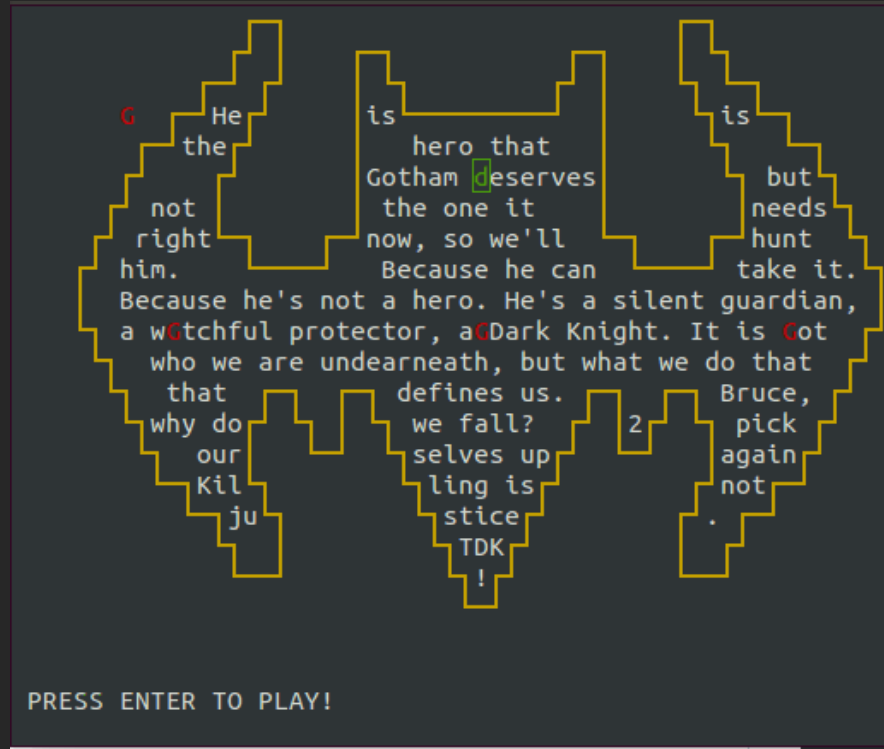 G He is is
the hero that
Gotham deserves but
not the one it needs
right now, so we'll hunt
him. Because he can take it.
Because he's not a hero. He's a silent guardian,
a wGtchful protector, aGDark Knight. It is Got
who we are undearneath, but what we do that
that defines us. Bruce,
why do we fall? 2 pick
our selves up again
Kil ling is not
ju stice .
TDK
!
PRESS ENTER TO PLAY!